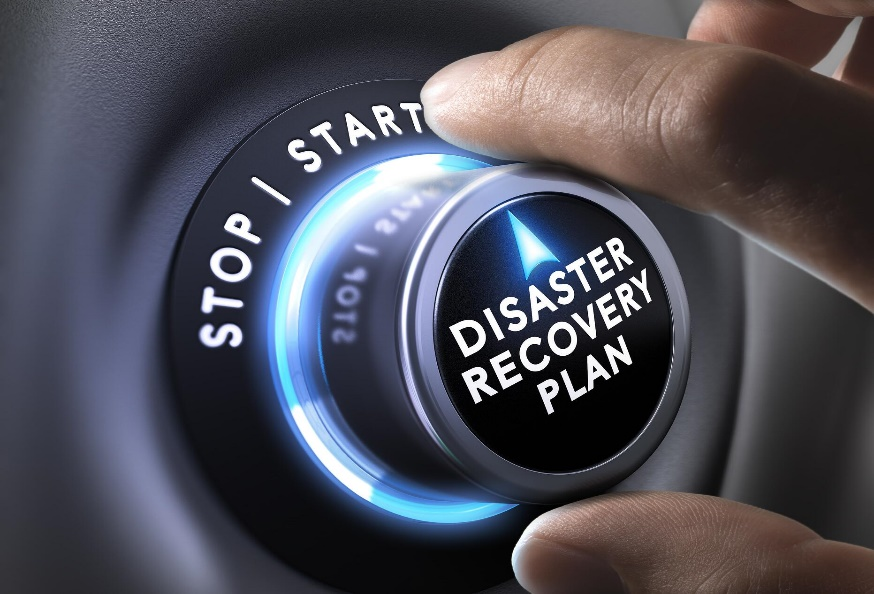 STOP | START
DISASTER
RECOVERY
PLAN